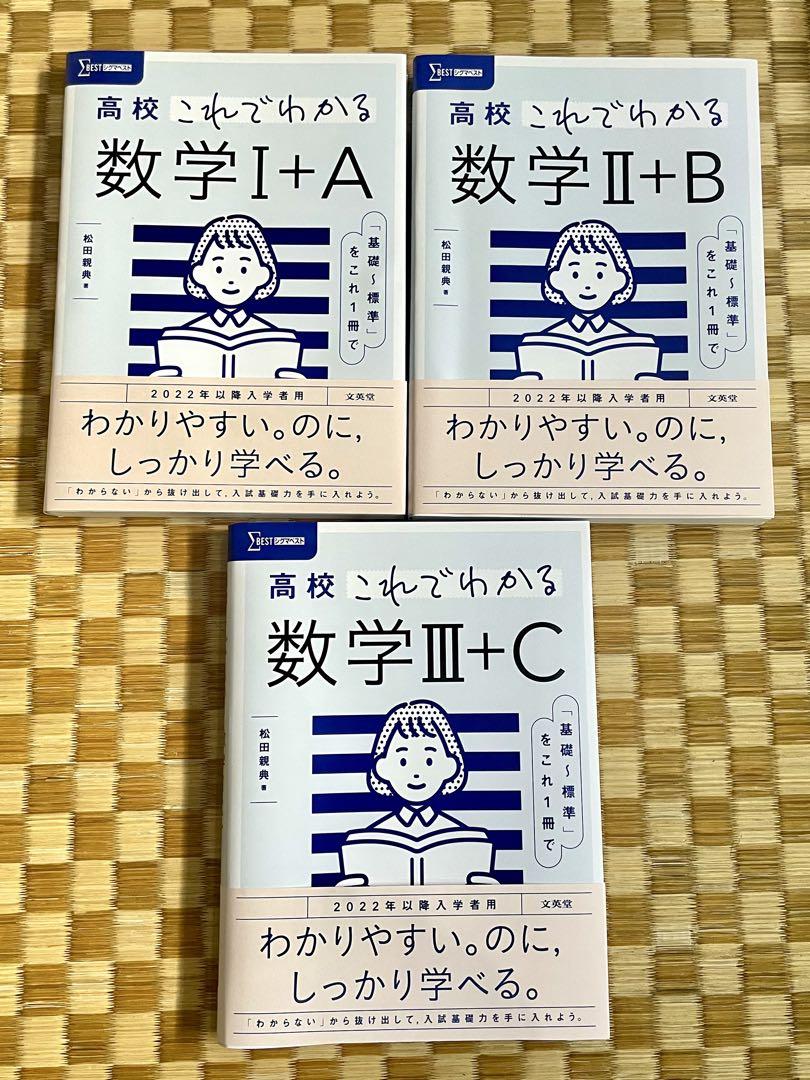 ΣBEST シグマベスト
高校 これでわかる
数学Ⅰ+A
松田親典 著
「基礎~標準」
をこれ1冊で
2022年以降入学者用 文英堂
わかりやすい。のに,
しっかり学べる。
「わからない」から抜け出して,入試基礎力を手に入れよう。
ΣBEST シグマベスト
高校 これでわかる
数学Ⅱ+B
松田親典 著
「基礎~標準」
をこれ1冊で
2022年以降入学者用 文英堂
わかりやすい。のに,
しっかり学べる。
「わからない」から抜け出して,入試基礎力を手に入れよう。
ΣBEST シグマベスト
高校 これでわかる
数学Ⅲ+C
松田親典 著
「基礎~標準」
をこれ1冊で
2022年以降入学者用 文英堂
わかりやすい。のに,
しっかり学べる。
「わからない」から抜け出して,入試基礎力を手に入れよう。